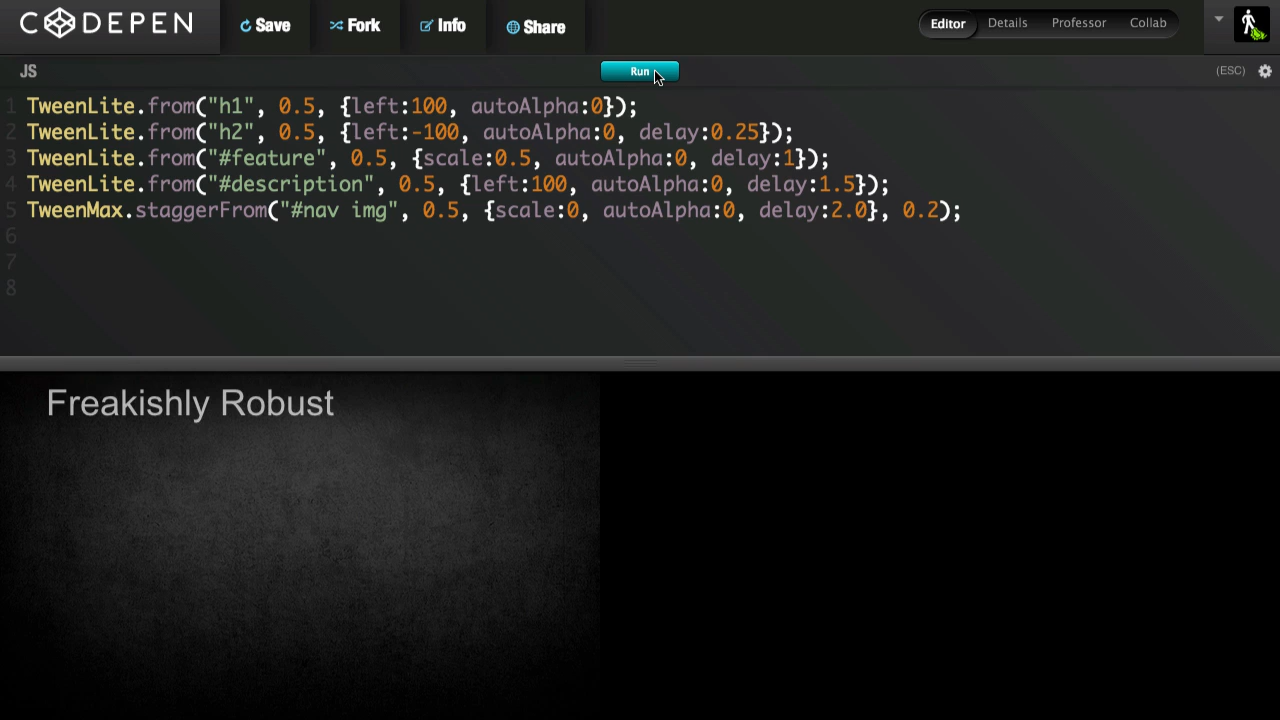 CODEPEN
Save
Fork
Info
Share
Editor
Details
Professor
Collab
JS
Run
(ESC)
1 TweenLite.from("h1", 0.5, {left:100, autoAlpha:0});
2 TweenLite.from("h2", 0.5, {left:-100, autoAlpha:0, delay:0.25});
3 TweenLite.from("#feature", 0.5, {scale:0.5, autoAlpha:0, delay:1});
4 TweenLite.from("#description", 0.5, {left:100, autoAlpha:0, delay:1.5});
5 TweenMax.staggerFrom("#nav img", 0.5, {scale:0, autoAlpha:0, delay:2.0}, 0.2);
6
7
8
Freakishly Robust